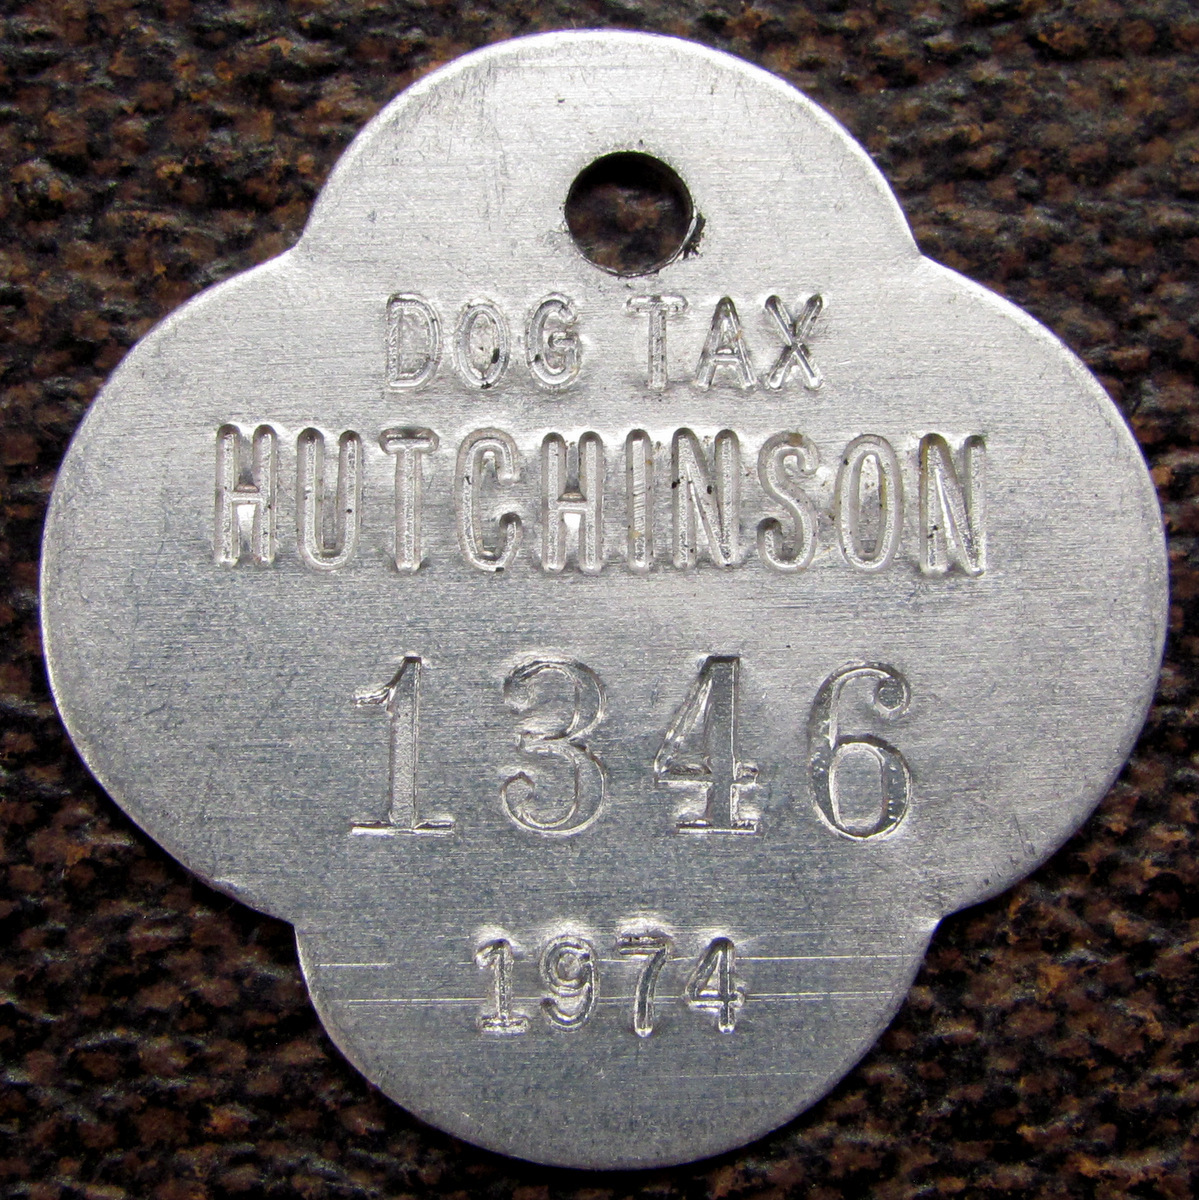 DOG TAX
HUTCHINSON
1346
1974